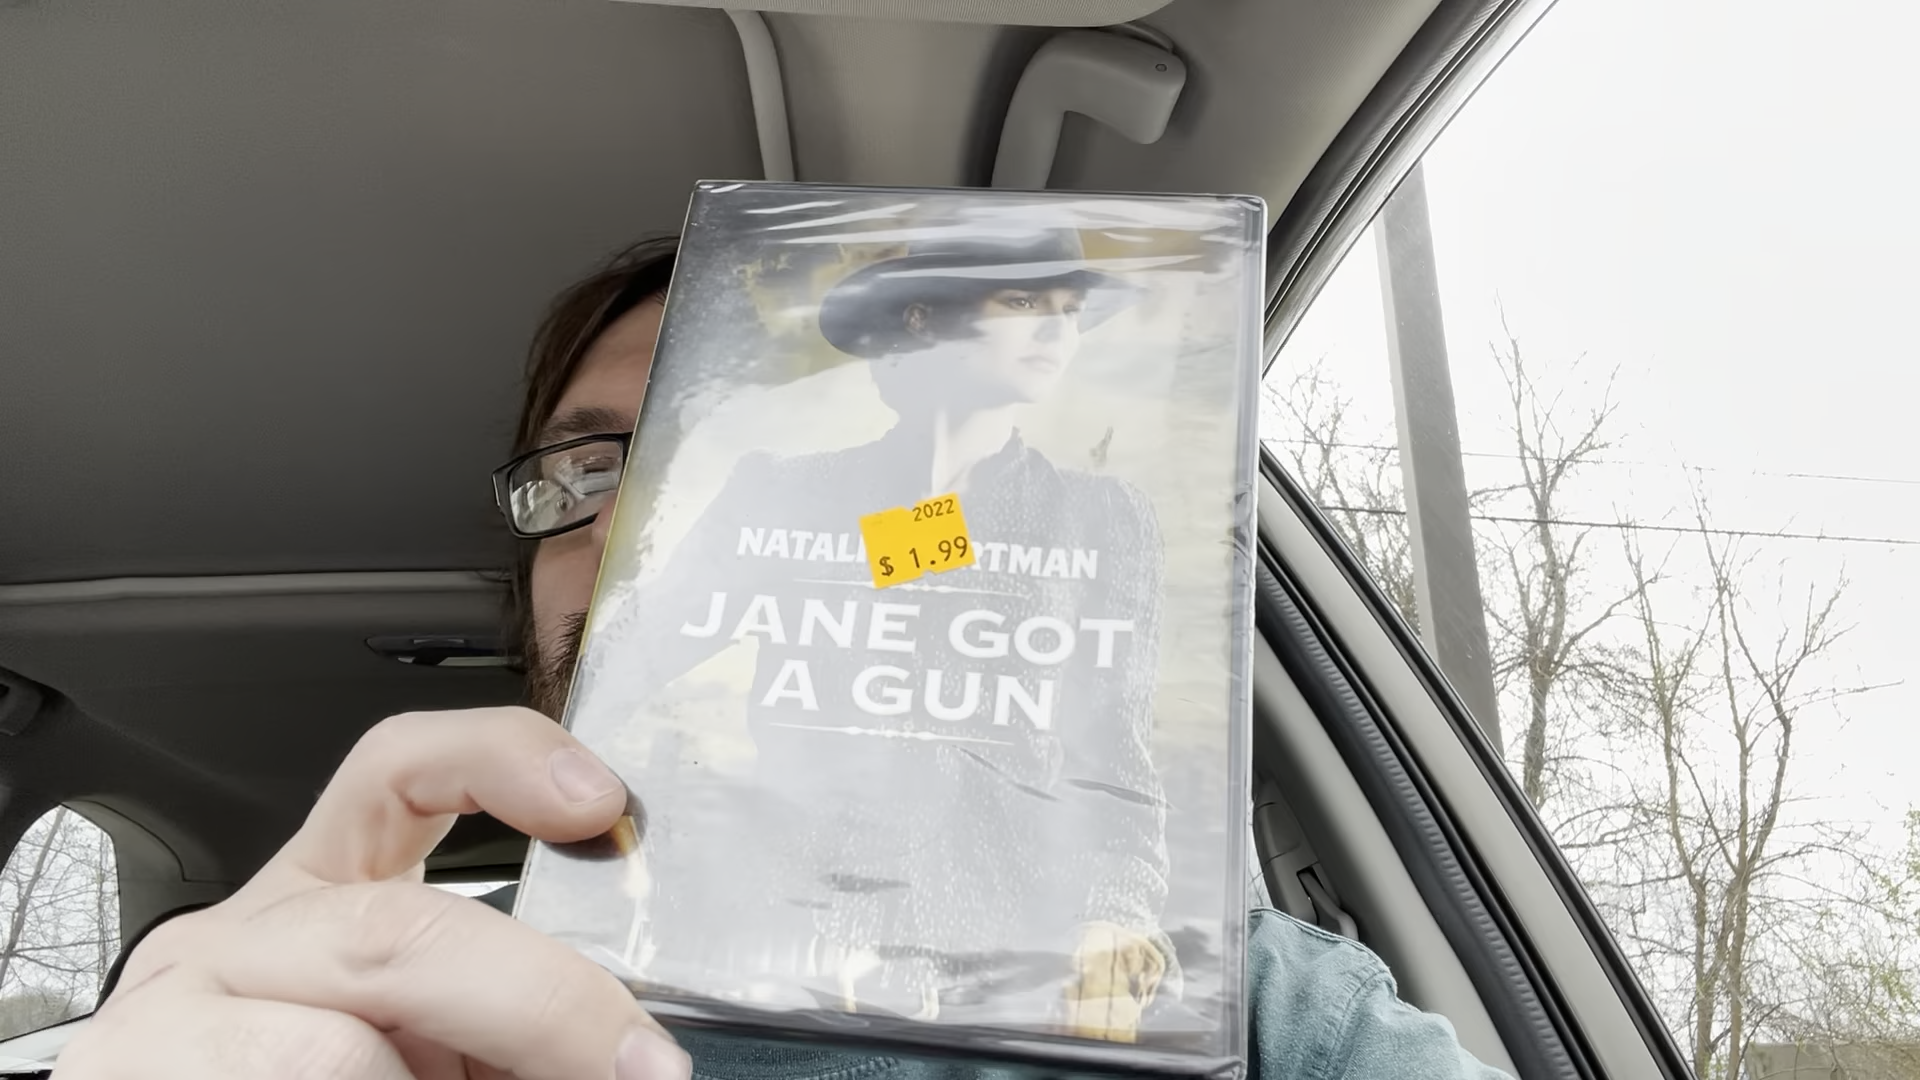 2022
$ 1.99
NATALI RTMAN
JANE GOT
A GUN